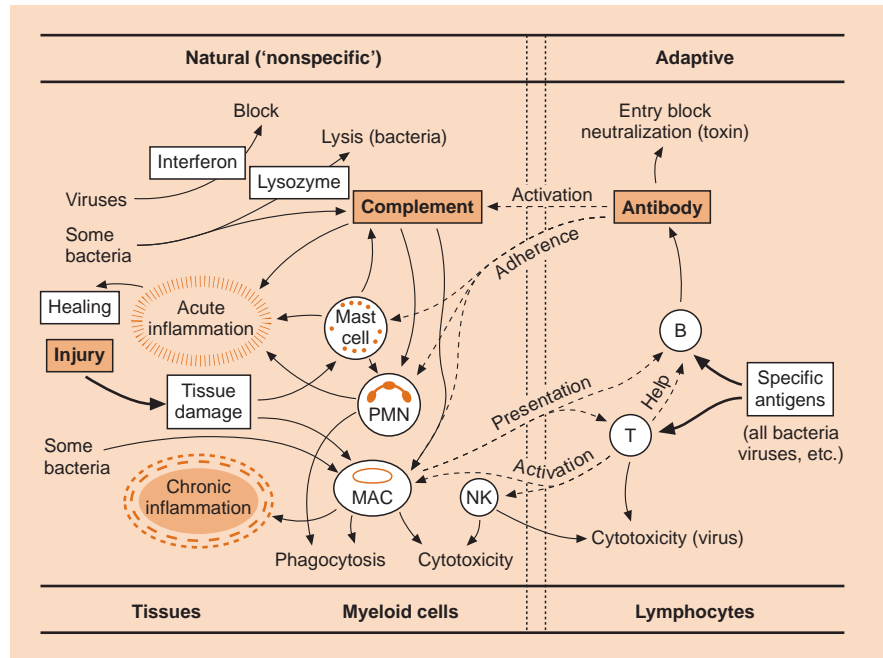 Natural (‘nonspecific’)
Adaptive
Block
Interferon
Lysis (bacteria)
Lysozyme
Viruses
Some
bacteria
Complement
Activation
Antibody
Entry block
neutralization (toxin)
Adherence
Healing
Acute
inflammation
Mast
cell
B
Injury
Tissue
damage
PMN
Presentation
Help
Specific
antigens
(all bacteria
viruses, etc.)
T
Some
bacteria
Chronic
inflammation
MAC
NK
Activation
Phagocytosis
Cytotoxicity
Cytotoxicity (virus)
Tissues
Myeloid cells
Lymphocytes